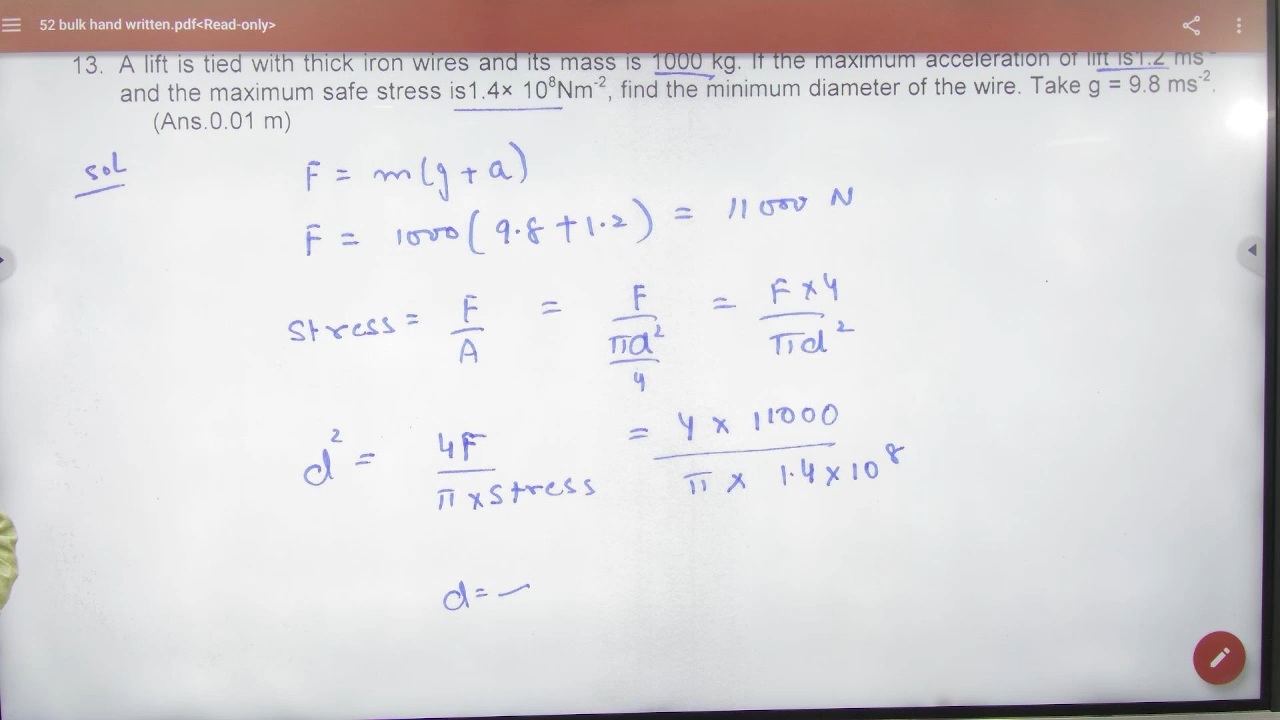 52 bulk hand written.pdf<Read-only>
13. A lift is tied with thick iron wires and its mass is 1000 kg. If the maximum acceleration of lift is1.2 ms⁻
and the maximum safe stress is1.4× 10⁸Nm⁻², find the minimum diameter of the wire. Take g = 9.8 ms⁻².
(Ans.0.01 m)
sol
F = m(g + a)
F = 1000(9.8 + 1.2) = 11000 N
Stress = F/A = F/(πd²/4) = F×4/πd²
d² = 4F/(π × stress) = 4 × 11000/(π × 1.4×10⁸)
d =